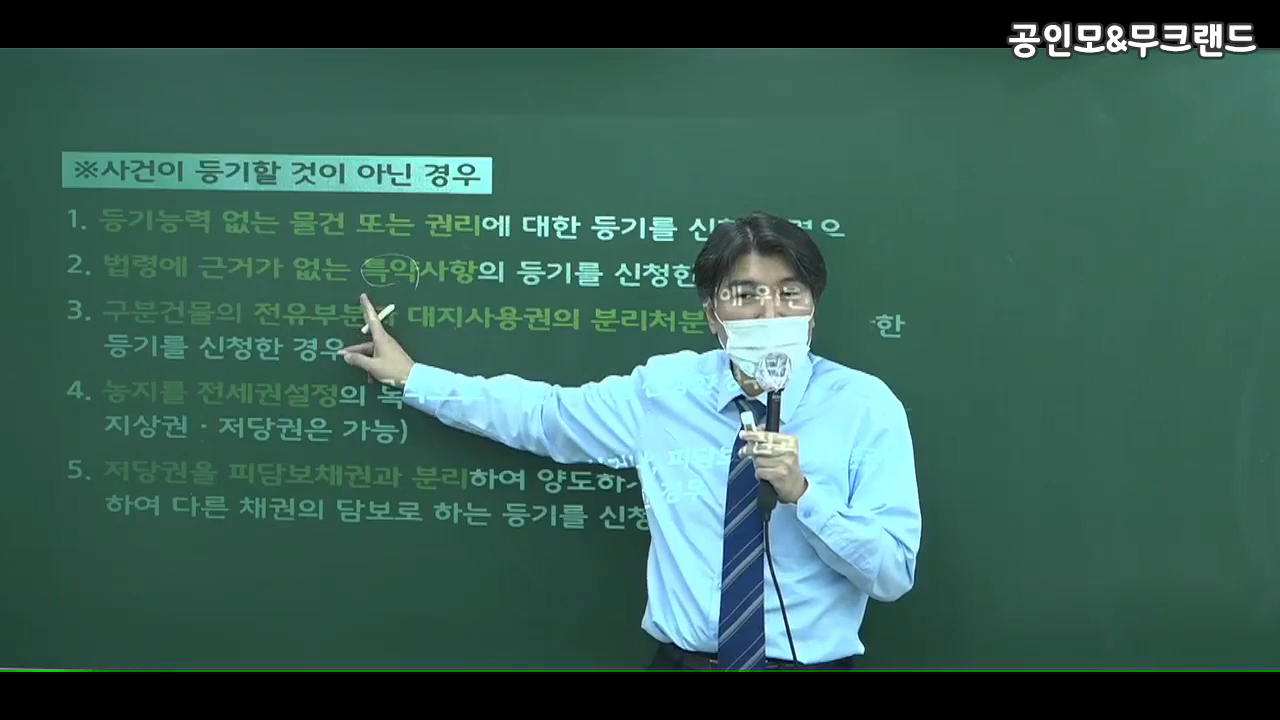 공인모&무크랜드
※사건이 등기할 것이 아닌 경우
1. 등기능력 없는 물건 또는 권리에 대한 등기를
2. 법령에 근거가 없는 특약사항의 등기를 신청한
3. 구분건물의 전유부분 대지사용권의 분리처분 한
등기를 신청한 경우
4. 농지를 전세권설정의
지상권 · 저당권은 가능)
5. 저당권을 피담보채권과 분리하여 양도하 경우
하여 다른 채권의 담보로 하는 등기를 신청